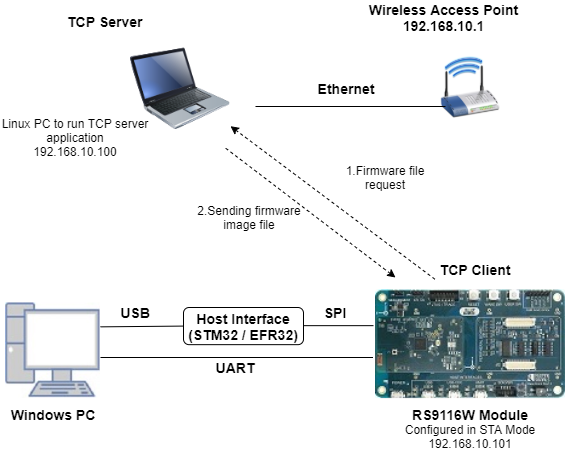 TCP Server
Wireless Access Point
192.168.10.1
Ethernet
Linux PC to run TCP server
application
192.168.10.100
1.Firmware file
request
2.Sending firmware
image file
TCP Client
USB
Host Interface
(STM32 / EFR32)
SPI
UART
Windows PC
RS9116W Module
Configured in STA Mode
192.168.10.101